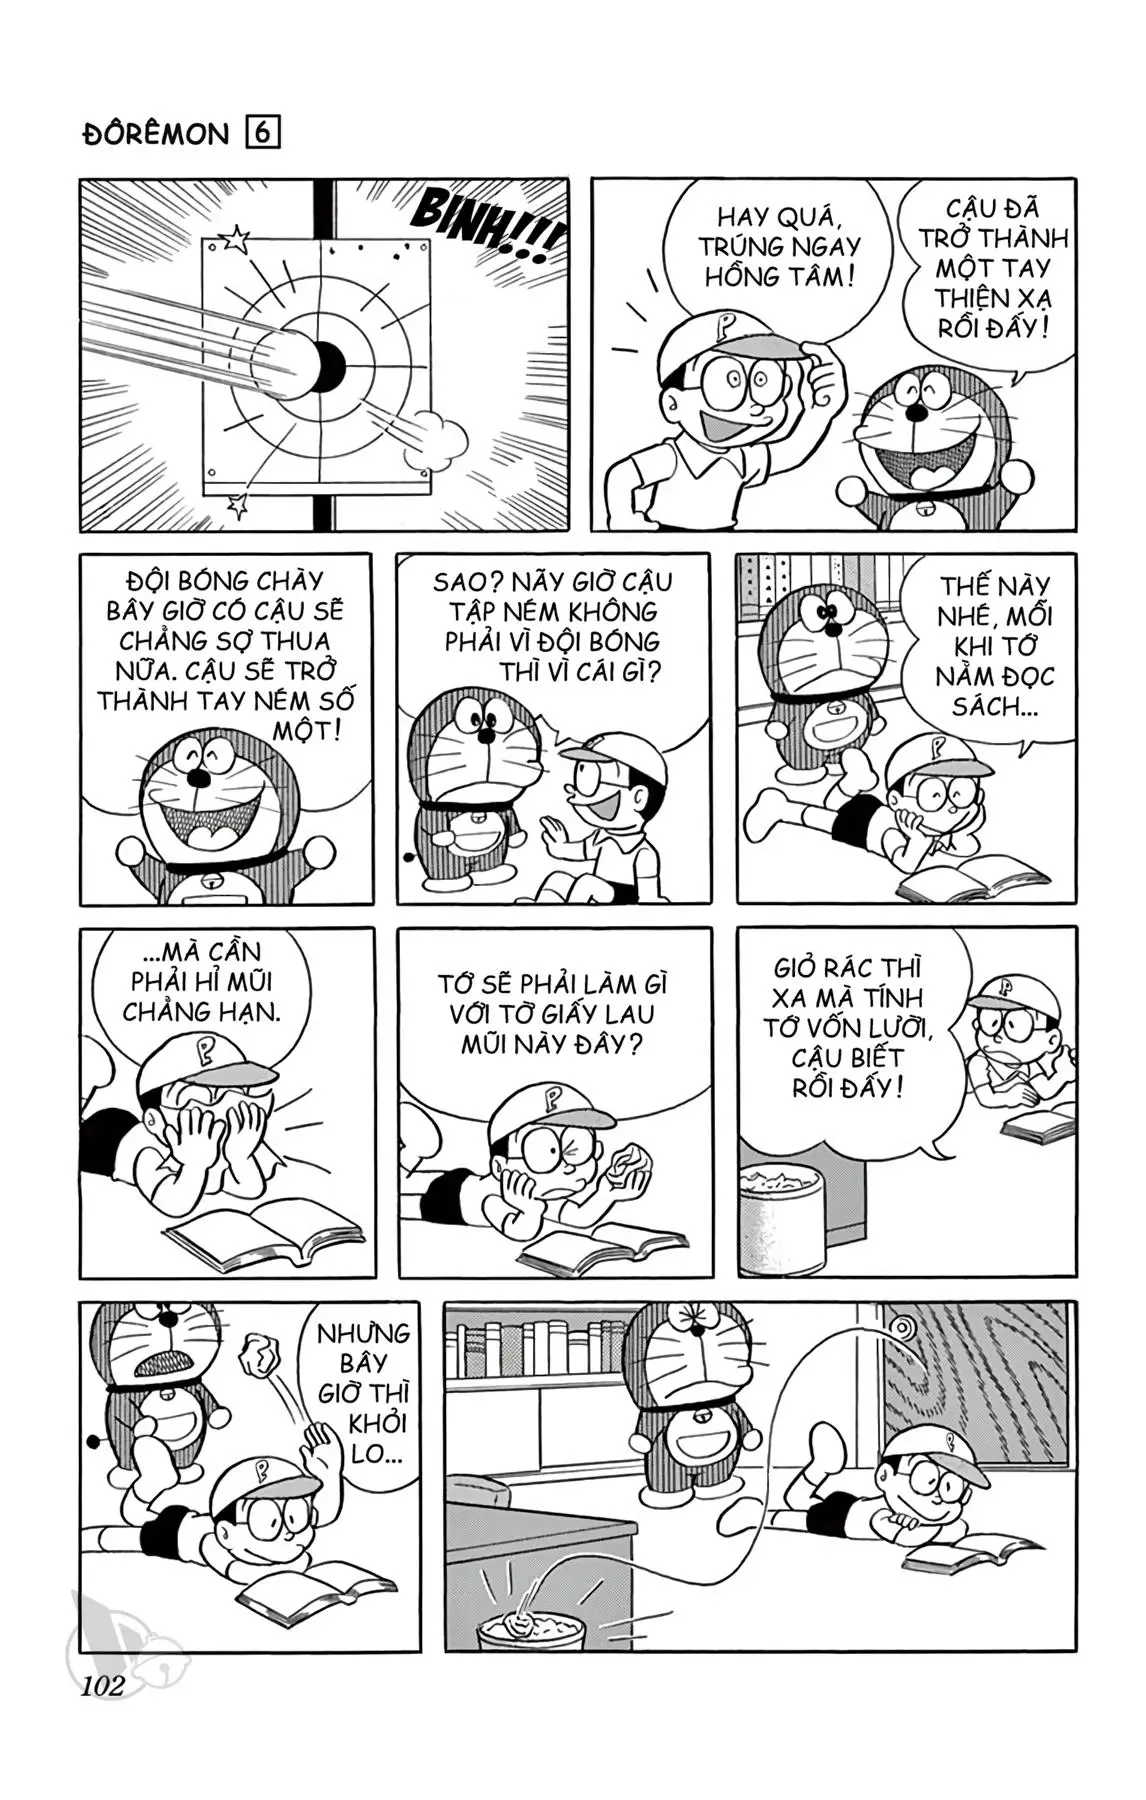 ĐÔRÊMON 6
BINH!!!
HAY QUÁ,
TRÚNG NGAY
HỒNG TÂM!
CẬU ĐÃ
TRỞ THÀNH
MỘT TAY
THIỆN XẠ
RỒI ĐẤY!
P
ĐỘI BÓNG CHÀY
BÂY GIỜ CÓ CẬU SẼ
CHẲNG SỢ THUA
NỮA. CẬU SẼ TRỞ
THÀNH TAY NÉM SỐ
MỘT!
SAO? NÃY GIỜ CẬU
TẬP NÉM KHÔNG
PHẢI VÌ ĐỘI BÓNG
THÌ VÌ CÁI GÌ?
THẾ NÀY
NHÉ, MỖI
KHI TỚ
NẰM ĐỌC
SÁCH...
P
...MÀ CẦN
PHẢI HỈ MŨI
CHẲNG HẠN.
P
TỚ SẼ PHẢI LÀM GÌ
VỚI TỜ GIẤY LAU
MŨI NÀY ĐÂY?
P
GIỎ RÁC THÌ
XA MÀ TÍNH
TỚ VỐN LƯỜI,
CẬU BIẾT
RỒI ĐẤY!
P
NHƯNG
BÂY
GIỜ THÌ
KHỎI
LO...
P
P
102